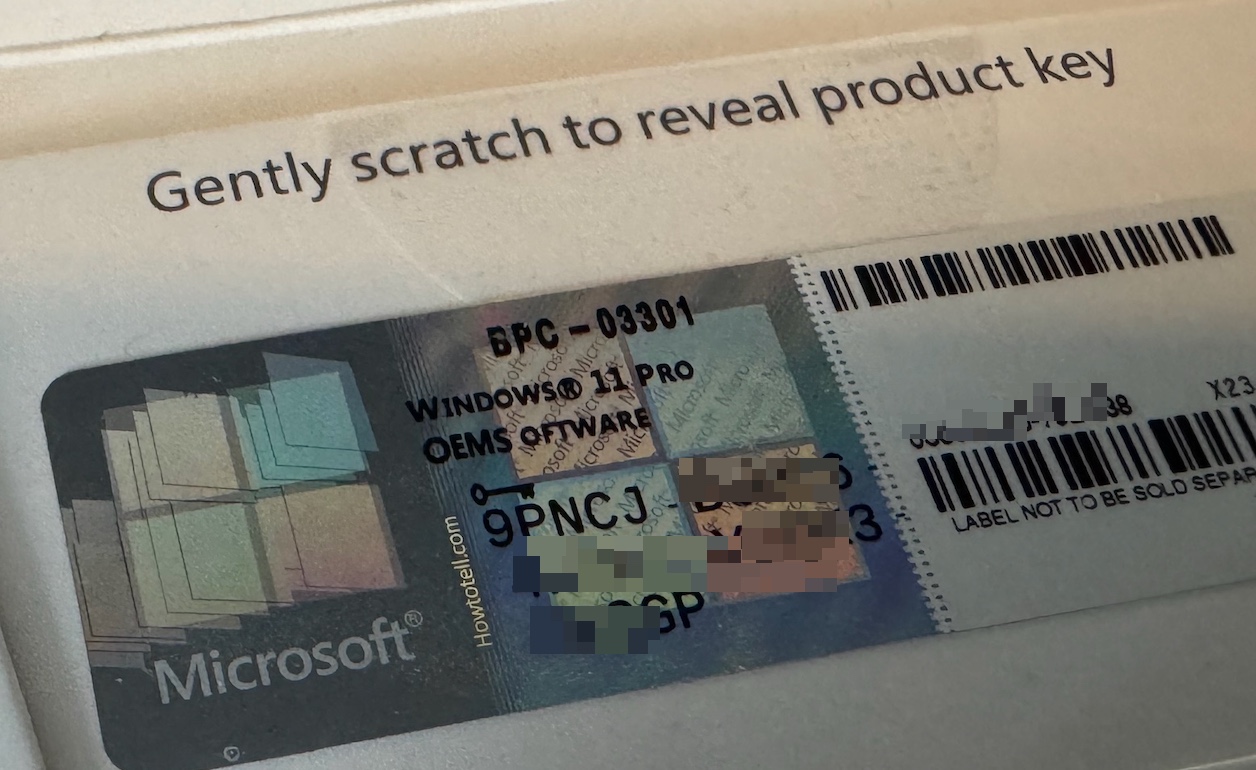 Gently scratch to reveal product key
BPC - 03301
WINDOWS® 11 PRO
OEMS OFTWARE
9PNCJ -
GP
Howtotell.com
Microsoft®
X23
LABEL NOT TO BE SOLD SEPAR